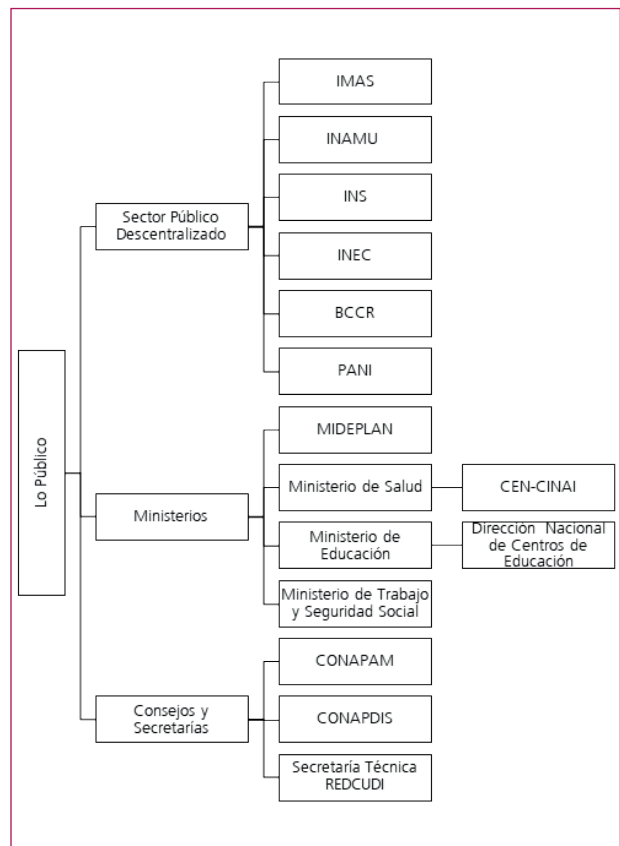 Lo Público
Sector Público
Descentralizado
IMAS
INAMU
INS
INEC
BCCR
PANI
Ministerios
MIDEPLAN
Ministerio de Salud
CEN-CINAI
Ministerio de
Educación
Dirección Nacional
de Centros de
Educación
Ministerio de Trabajo
y Seguridad Social
Consejos y
Secretarías
CONAPAM
CONAPDIS
Secretaría Técnica
REDCUDI